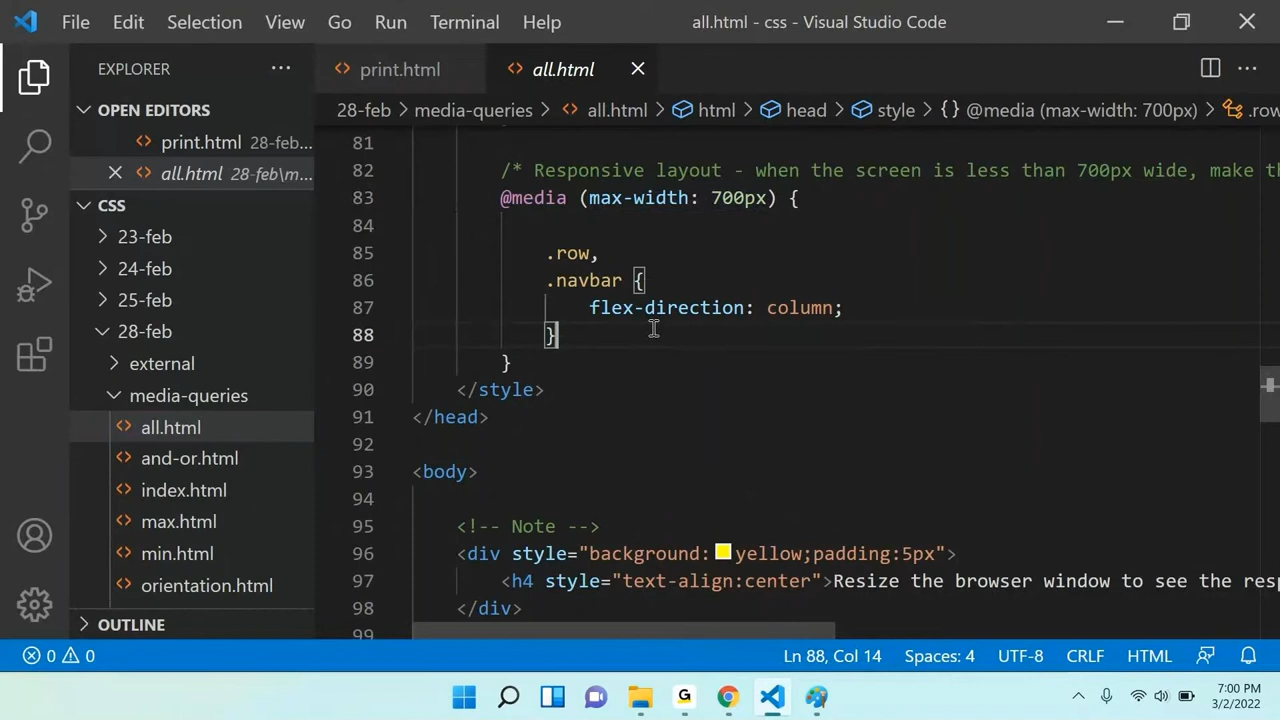 File Edit Selection View Go Run Terminal Help all.html - css - Visual Studio Code
EXPLORER
OPEN EDITORS
print.html 28-feb...
all.html 28-feb\m...
CSS
23-feb
24-feb
25-feb
28-feb
external
media-queries
all.html
and-or.html
index.html
max.html
min.html
orientation.html
OUTLINE
print.html all.html
28-feb > media-queries > all.html > html > head > style > {} @media (max-width: 700px) > .row
81
82 /* Responsive layout - when the screen is less than 700px wide, make th
83 @media (max-width: 700px) {
84
85 .row,
86 .navbar {
87 flex-direction: column;
88 }
89 }
90 </style>
91 </head>
92
93 <body>
94
95 <!-- Note -->
96 <div style="background:yellow;padding:5px">
97 <h4 style="text-align:center">Resize the browser window to see the resp
98 </div>
99
0 0 Ln 88, Col 14 Spaces: 4 UTF-8 CRLF HTML
7:00 PM
3/2/2022